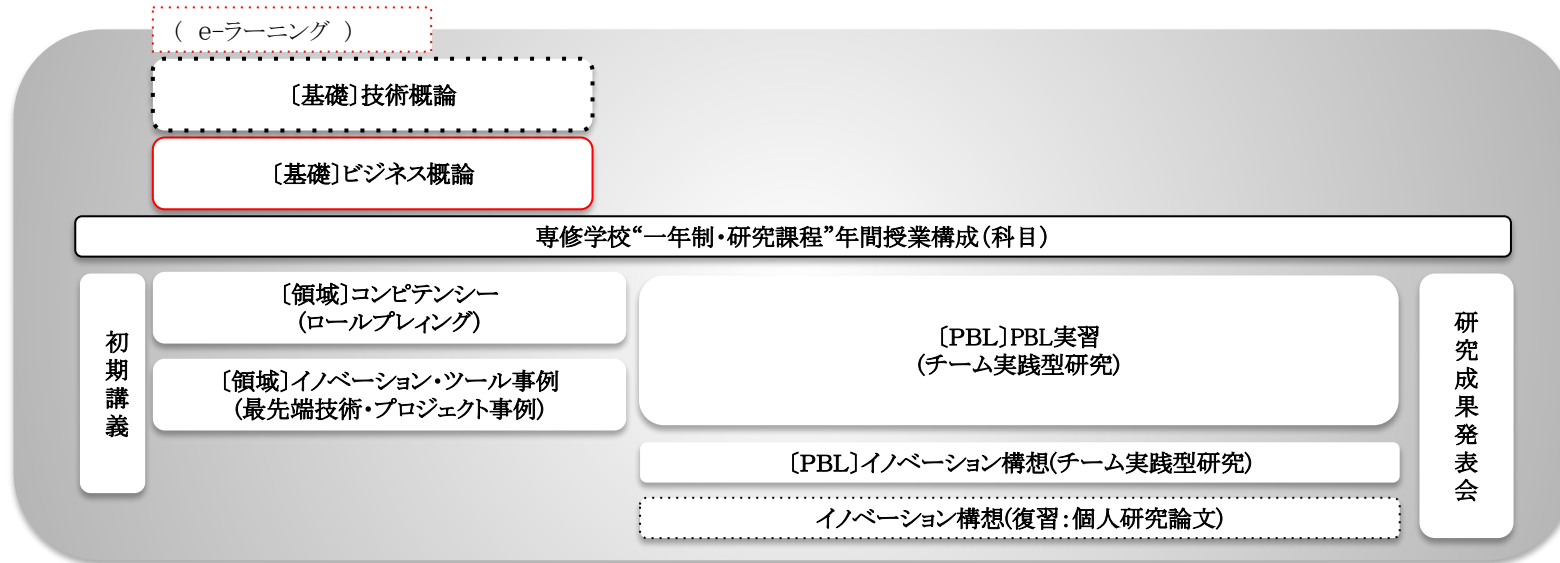 ( e-ラーニング )
〔基礎〕技術概論
〔基礎〕ビジネス概論
専修学校“一年制・研究課程”年間授業構成(科目)
初期講義
〔領域〕コンピテンシー
(ロールプレィング)
〔領域〕イノベーション・ツール事例
(最先端技術・プロジェクト事例)
〔PBL〕PBL実習
(チーム実践型研究)
〔PBL〕イノベーション構想(チーム実践型研究)
イノベーション構想(復習:個人研究論文)
研究成果発表会